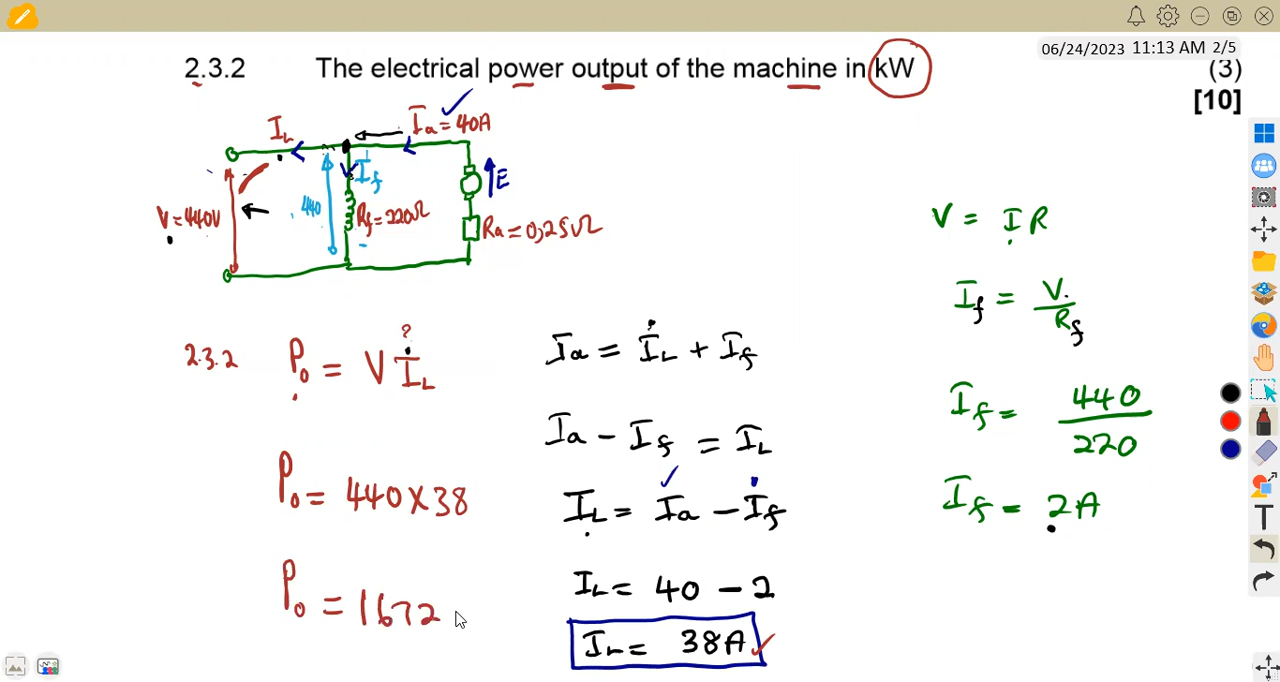 06/24/2023 11:13 AM 2/5
2.3.2 The electrical power output of the machine in kW (3)
[10]
IL
Ia = 40A
If
E
V = 440V
440
Rf = 220Ω
Ra = 0,25Ω
V = IR
If = V/Rf
If = 440/220
If = 2A
2.3.2
?
Po = V IL
Po = 440 x 38
Po = 1672
Ia = IL + If
Ia - If = IL
IL = Ia - If
IL = 40 - 2
IL = 38A
T